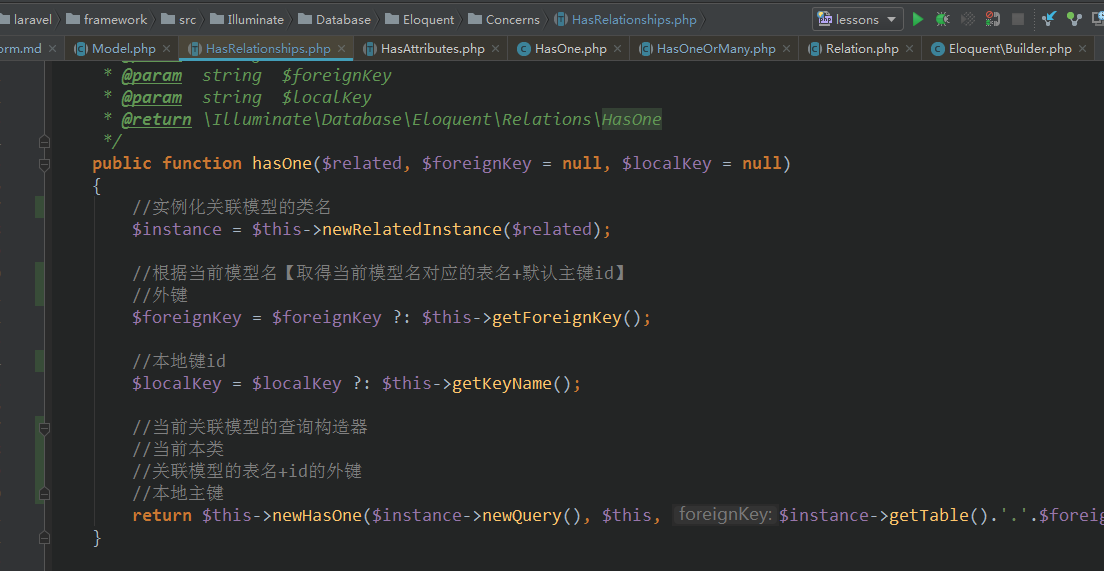 laravel framework src Illuminate Database Eloquent Concerns HasRelationships.php lessons
orm.md Model.php HasRelationships.php HasAttributes.php HasOne.php HasOneOrMany.php Relation.php Eloquent\Builder.php
* @param string $foreignKey
* @param string $localKey
* @return \Illuminate\Database\Eloquent\Relations\HasOne
*/
public function hasOne($related, $foreignKey = null, $localKey = null)
{
//实例化关联模型的类名
$instance = $this->newRelatedInstance($related);
//根据当前模型名【取得当前模型名对应的表名+默认主键id】
//外键
$foreignKey = $foreignKey ?: $this->getForeignKey();
//本地键id
$localKey = $localKey ?: $this->getKeyName();
//当前关联模型的查询构造器
//当前本类
//关联模型的表名+id的外键
//本地主键
return $this->newHasOne($instance->newQuery(), $this, foreignKey: $instance->getTable().'.'.$foreig
}